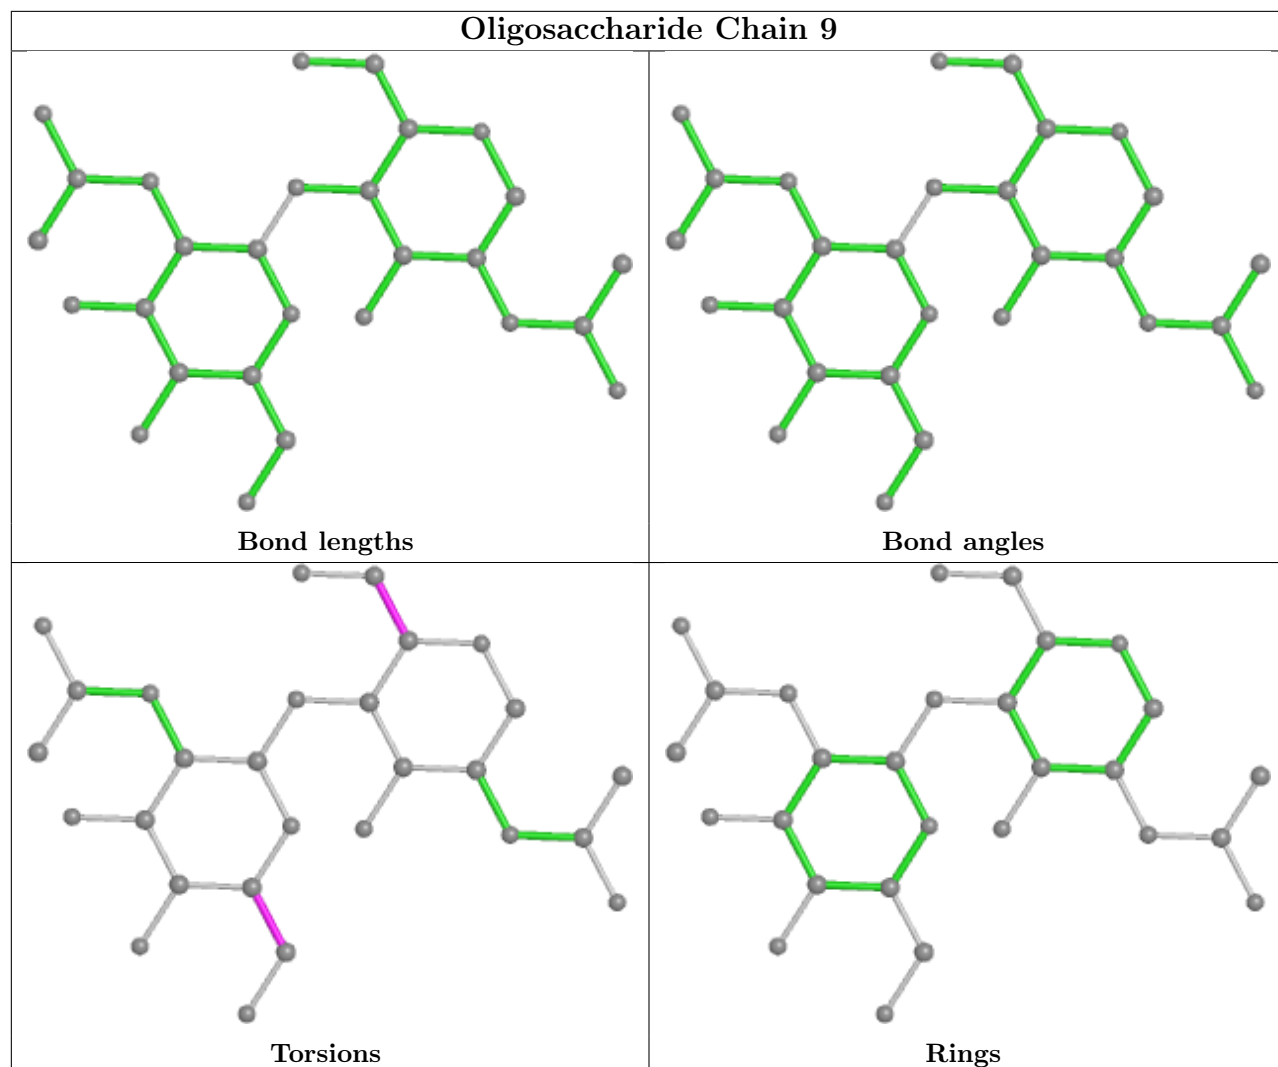 Oligosaccharide Chain 9
Bond lengths
Bond angles
Torsions
Rings